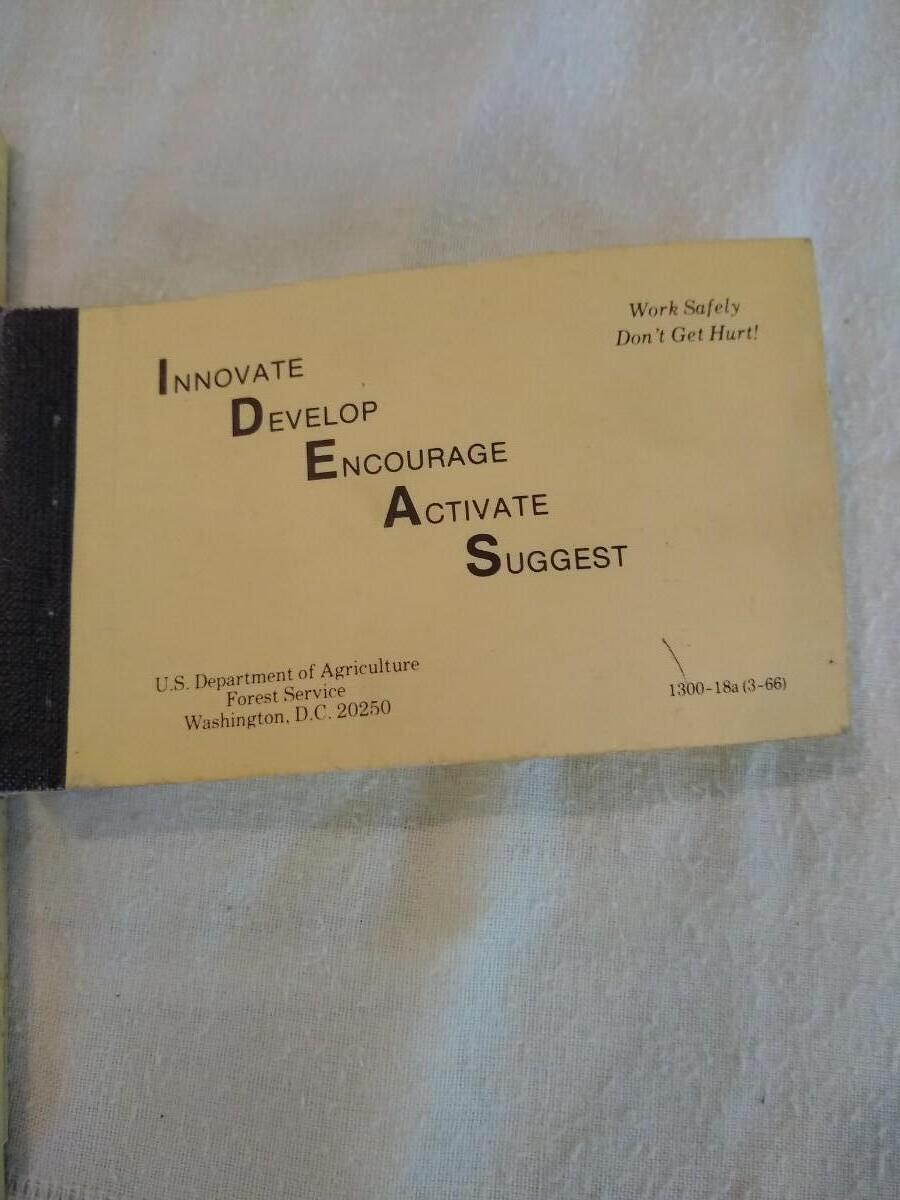 Work Safely
Don't Get Hurt!
INNOVATE
DEVELOP
ENCOURAGE
ACTIVATE
SUGGEST
U.S. Department of Agriculture
Forest Service
Washington, D.C. 20250
1300-18a (3-66)